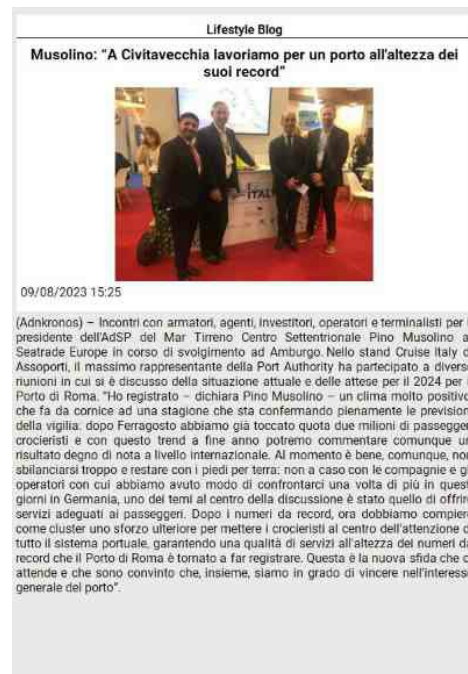 Lifestyle Blog
Musolino: “A Civitavecchia lavoriamo per un porto all'altezza dei
suoi record”
ITAL
09/08/2023 15:25
(Adnkronos) – Incontri con armatori, agenti, investitori, operatori e terminalisti per i
presidente dell'AdSP del Mar Tirreno Centro Settentrionale Pino Musolino a
Seatrade Europe in corso di svolgimento ad Amburgo. Nello stand Cruise Italy d
Assoporti, il massimo rappresentante della Port Authority ha partecipato a divers
riunioni in cui si è discusso della situazione attuale e delle attese per il 2024 per i
Porto di Roma. “Ho registrato – dichiara Pino Musolino – un clima molto positivo
che fa da cornice ad una stagione che sta confermando pienamente le prevision
della vigilia: dopo Ferragosto abbiamo già toccato quota due milioni di passegger
crocieristi e con questo trend a fine anno potremo commentare comunque un
risultato degno di nota a livello internazionale. Al momento è bene, comunque, non
sbilanciarsi troppo e restare con i piedi per terra: non a caso con le compagnie e gl
operatori con cui abbiamo avuto modo di confrontarci una volta di più in quest
giorni in Germania, uno dei temi al centro della discussione è stato quello di offrire
servizi adeguati ai passeggeri. Dopo i numeri da record, ora dobbiamo compiere
come cluster uno sforzo ulteriore per mettere i crocieristi al centro dell'attenzione d
tutto il sistema portuale, garantendo una qualità di servizi all'altezza dei numeri da
record che il Porto di Roma è tornato a far registrare. Questa è la nuova sfida che c
attende e che sono convinto che, insieme, siamo in grado di vincere nell'interesse
generale del porto”.